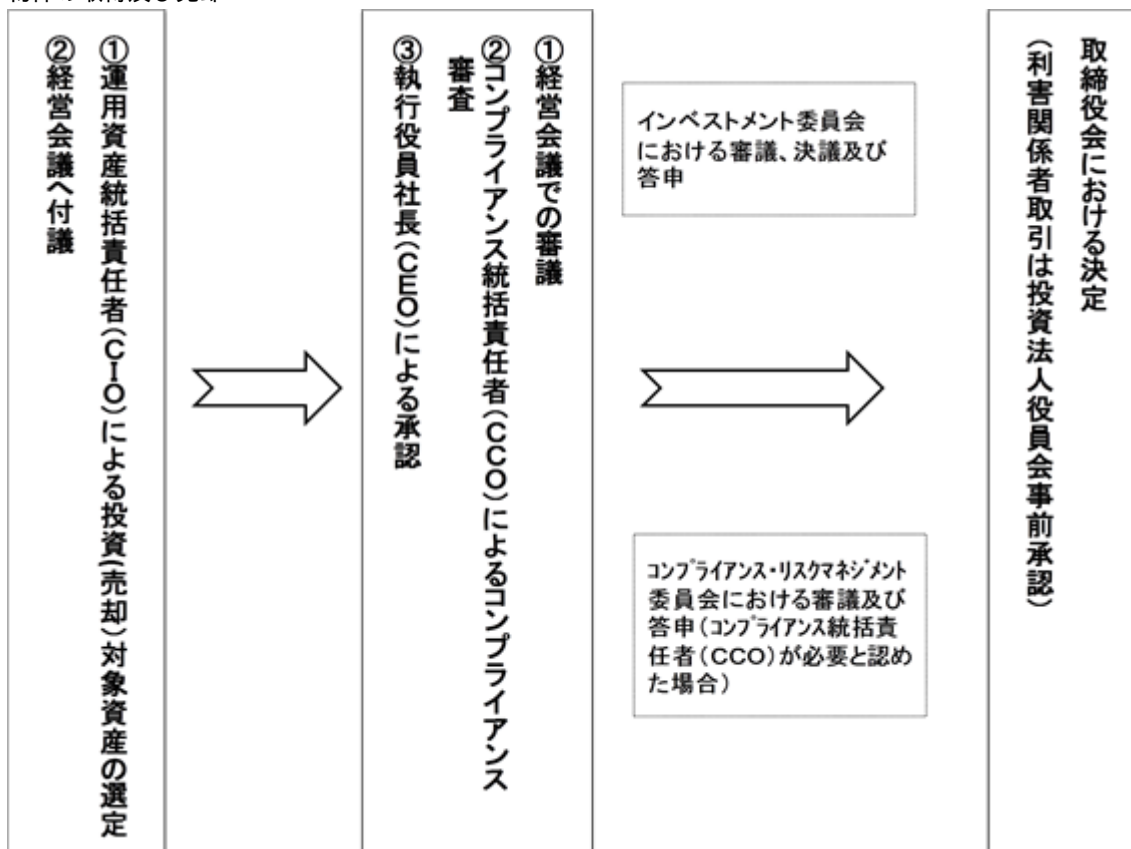 ①運用資産統括責任者（CIO）による投資（売却）対象資産の選定
②経営会議へ付議
①経営会議での審議
②コンプライアンス統括責任者（CCO）によるコンプライアンス
審査
③執行役員社長（CEO）による承認
インベストメント委員会
における審議、決議及び
答申
コンプライアンス・リスクマネジメント
委員会における審議及び
答申（コンプライアンス統括責
任者（CCO）が必要と認め
た場合）
取締役会における決定
（利害関係者取引は投資法人役員会事前承認）